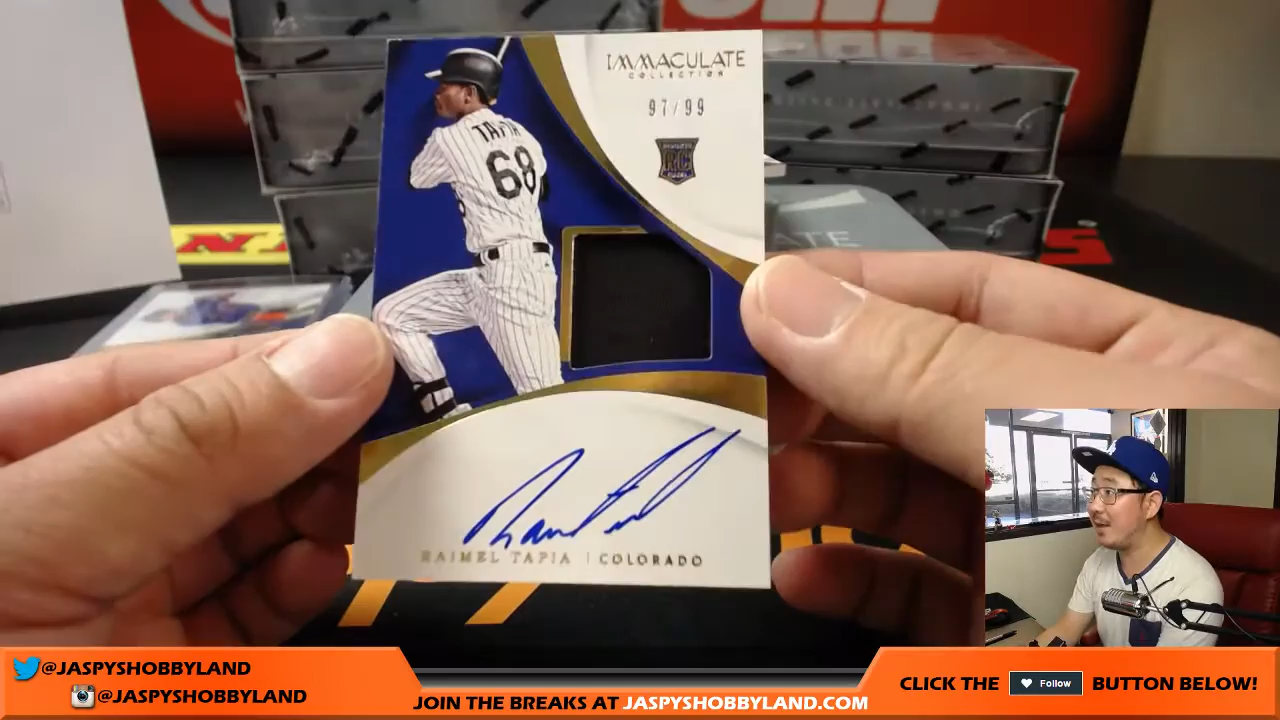 IMMACULATE
COLLECTION
97/99
RC
TAPIA
68
RAIMEL TAPIA | COLORADO
@JASPYSHOBBYLAND
@JASPYSHOBBYLAND
JOIN THE BREAKS AT JASPYSHOBBYLAND.COM
CLICK THE Follow BUTTON BELOW!